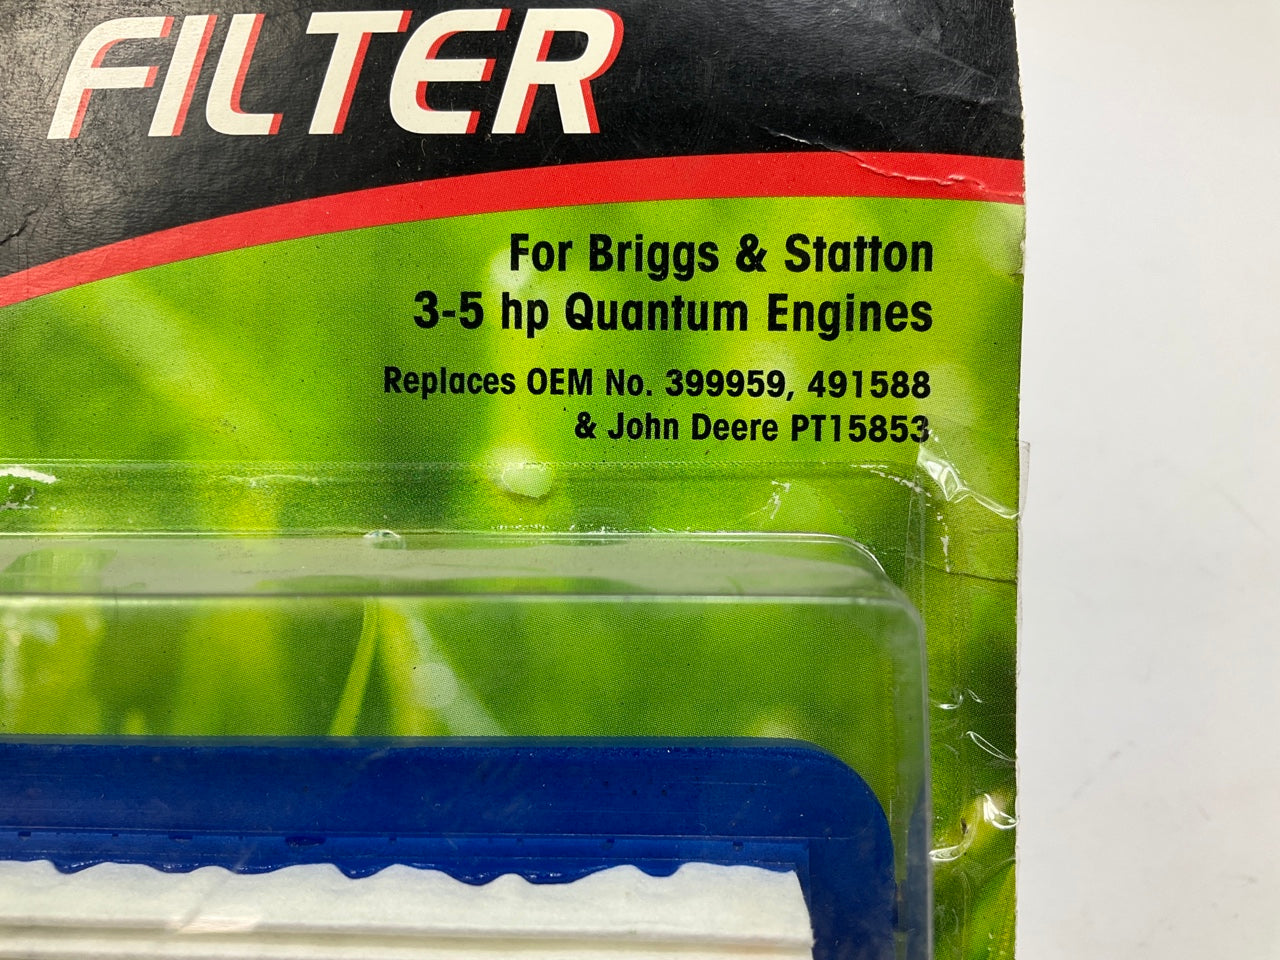 FILTER
For Briggs & Statton
3-5 hp Quantum Engines
Replaces OEM No. 399959, 491588
& John Deere PT15853